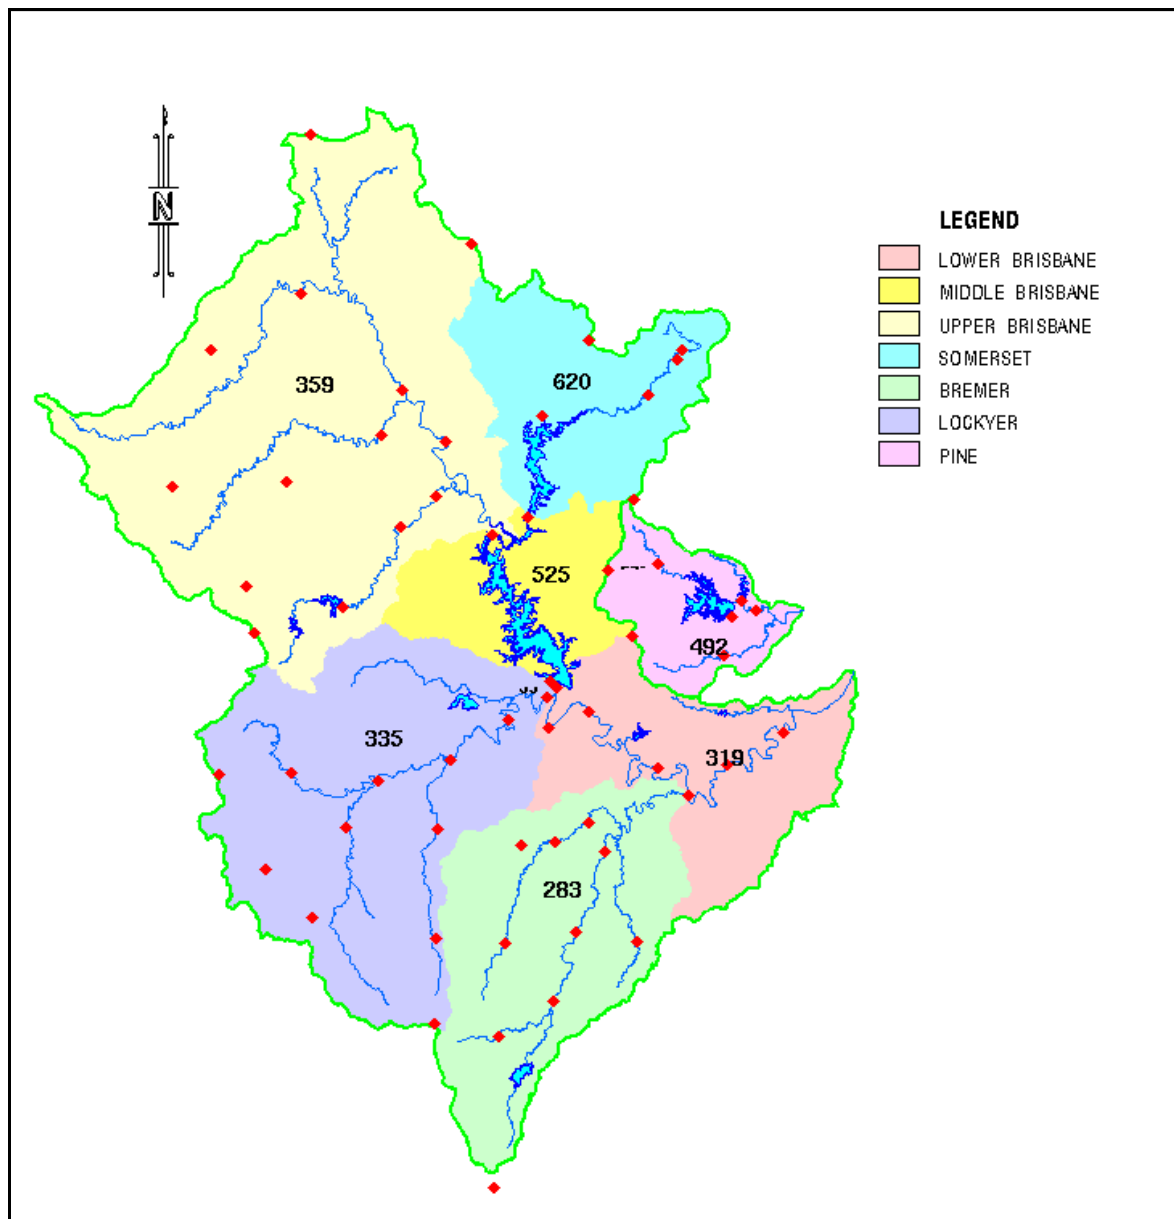 N
LEGEND
LOWER BRISBANE
MIDDLE BRISBANE
UPPER BRISBANE
SOMERSET
BREMER
LOCKYER
PINE
359
620
525
492
335
319
283